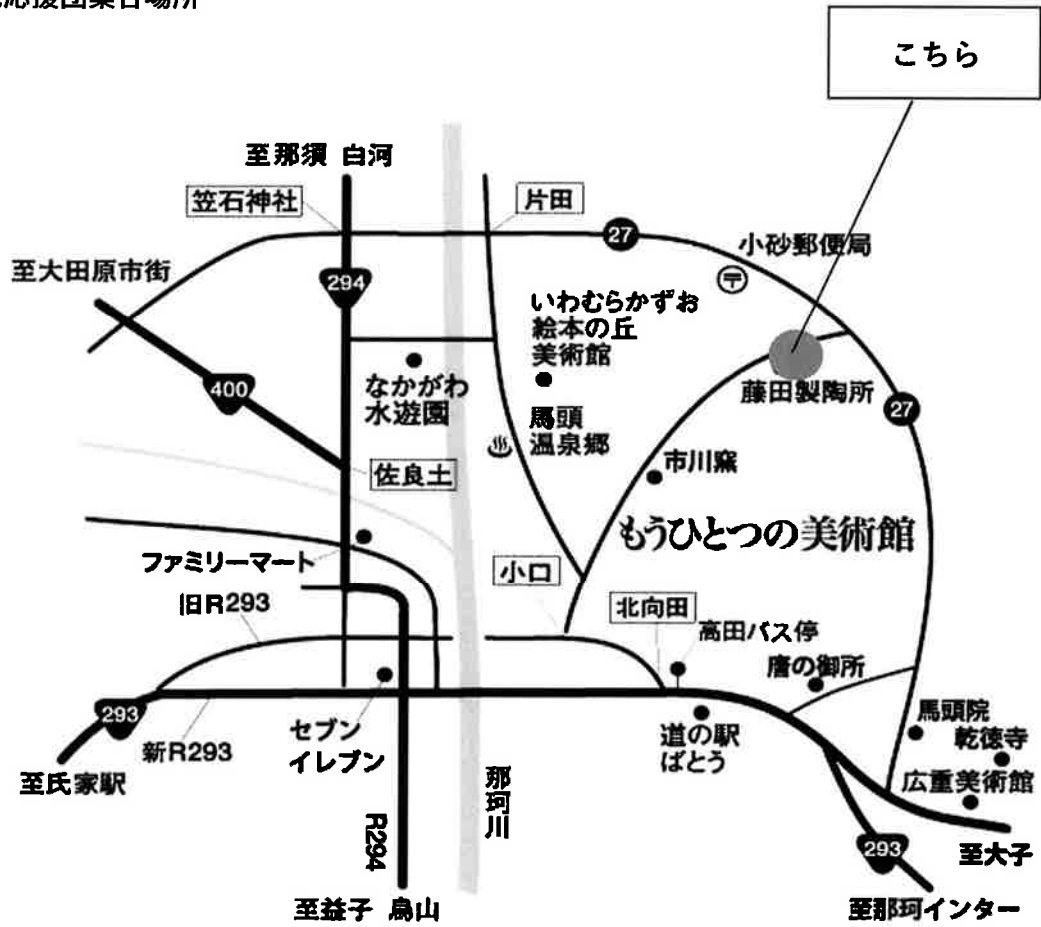 応援団集合場所
こちら
至那須 白河
笠石神社
片田
27
小砂郵便局
至大田原市街
294
いわむらかずお
絵本の丘
美術館
400
なかがわ
水遊園
藤田製陶所
27
馬頭
温泉郷
佐良土
市川窯
もうひとつの美術館
ファミリーマート
小口
旧R293
北向田
高田バス停
唐の御所
293
新R293
セブン
イレブン
道の駅
ばとう
馬頭院
乾徳寺
広重美術館
至氏家駅
那珂川
R294
293
至大子
至益子 烏山
至那珂インター